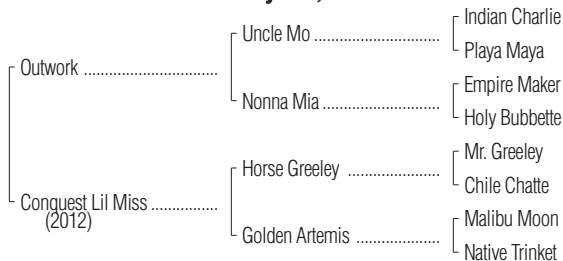 Indian Charlie
Uncle Mo
Playa Maya
Outwork
Empire Maker
Nonna Mia
Holy Bubbette
Mr. Greeley
Horse Greeley
Chile Chatte
Conquest Lil Miss
(2012)
Malibu Moon
Golden Artemis
Native Trinket